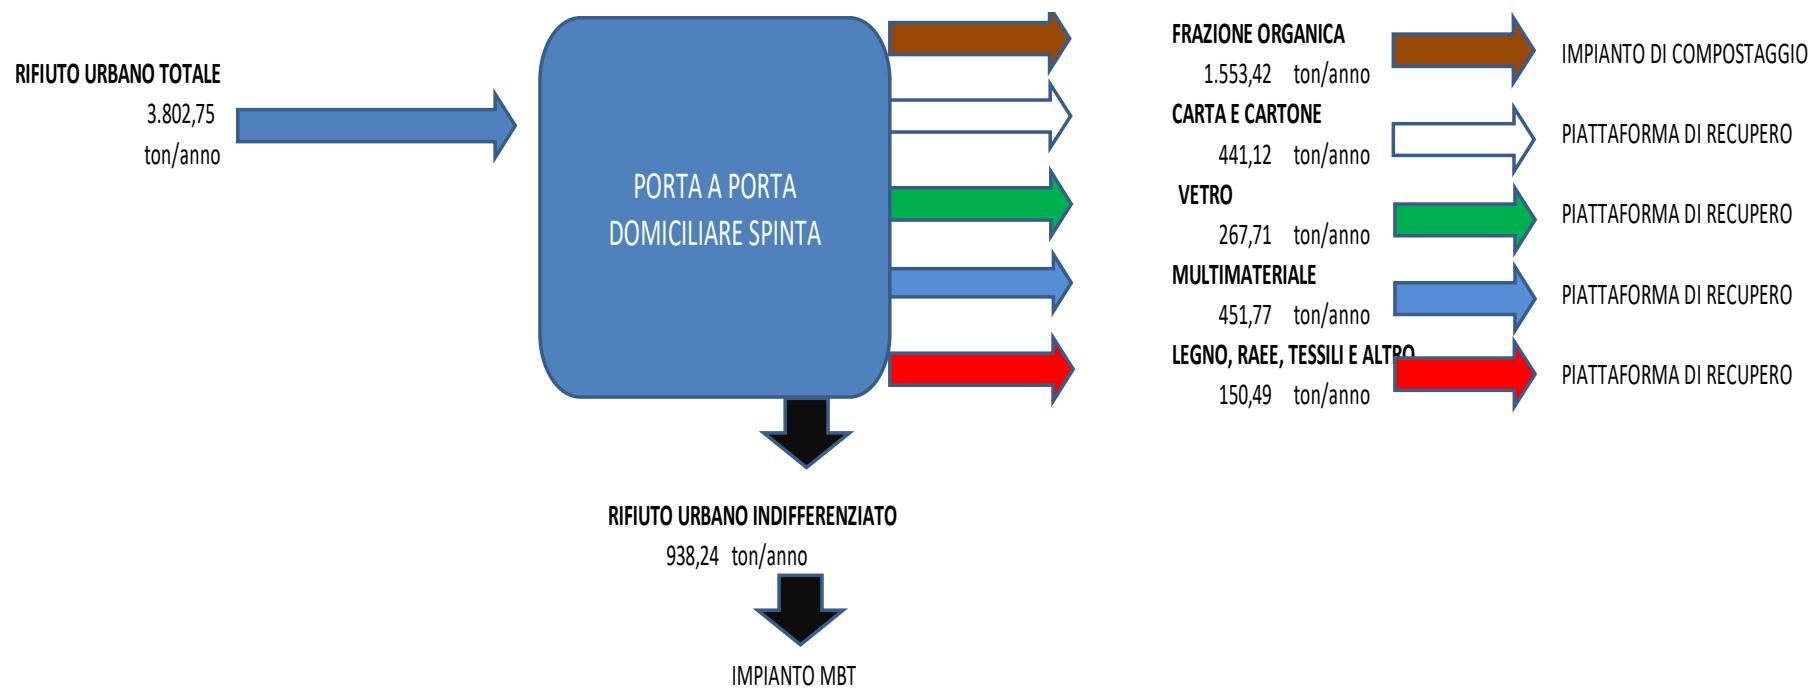 RIFIUTO URBANO TOTALE
3.802,75
ton/anno
PORTA A PORTA
DOMICILIARE SPINTA
FRAZIONE ORGANICA
1.553,42 ton/anno
IMPIANTO DI COMPOSTAGGIO
CARTA E CARTONE
441,12 ton/anno
PIATTAFORMA DI RECUPERO
VETRO
267,71 ton/anno
PIATTAFORMA DI RECUPERO
MULTIMATERIALE
451,77 ton/anno
PIATTAFORMA DI RECUPERO
LEGNO, RAEE, TESSILI E ALTRO
150,49 ton/anno
PIATTAFORMA DI RECUPERO
RIFIUTO URBANO INDIFFERENZIATO
938,24 ton/anno
IMPIANTO MBT